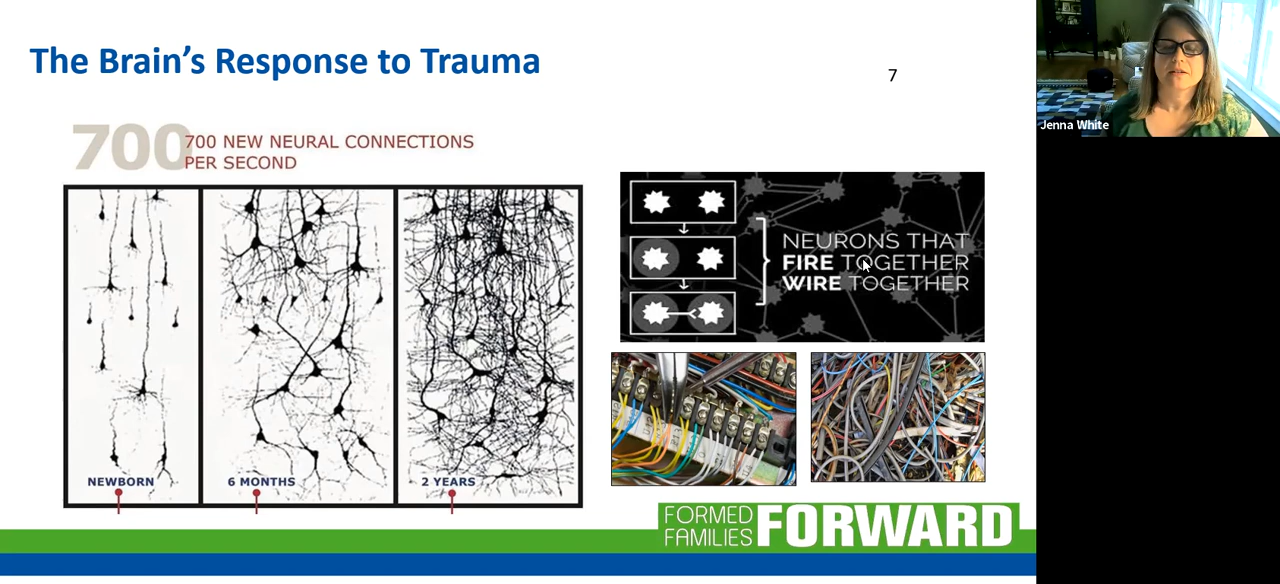 The Brain's Response to Trauma
7
700
700 NEW NEURAL CONNECTIONS
PER SECOND
NEWBORN
6 MONTHS
2 YEARS
NEURONS THAT
FIRE TOGETHER
WIRE TOGETHER
FORMED
FAMILIES
FORWARD
Jenna White